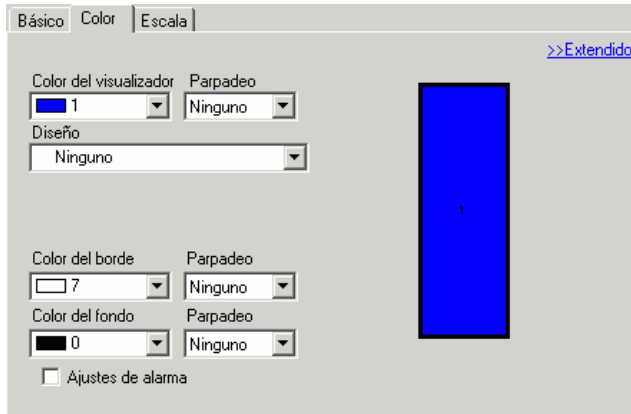 Básico Color Escala
>>Extendido
Color del visualizador Parpadeo
1 Ninguno
Diseño
Ninguno
Color del borde Parpadeo
7 Ninguno
Color del fondo Parpadeo
0 Ninguno
Ajustes de alarma